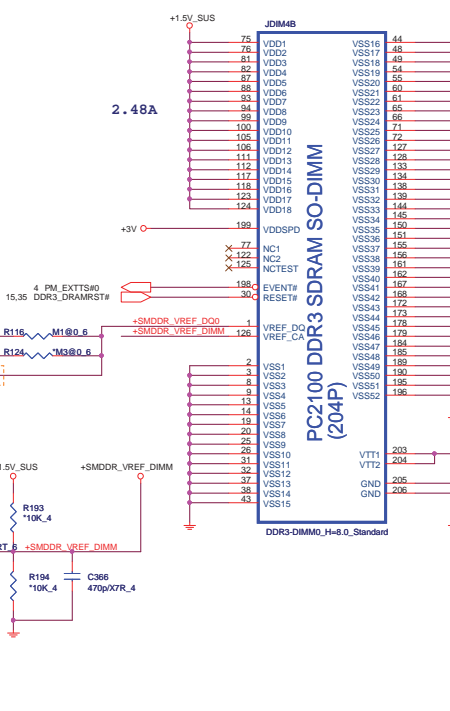 +1.5V_SUS
JDIM4B
2.48A
75 VDD1 VSS16 44
76 VDD2 VSS17 48
81 VDD3 VSS18 49
82 VDD4 VSS19 54
87 VDD5 VSS20 55
88 VDD6 VSS21 60
93 VDD7 VSS22 61
94 VDD8 VSS23 65
99 VDD9 VSS24 66
100 VDD10 VSS25 71
105 VDD11 VSS26 72
106 VDD12 VSS27 127
111 VDD13 VSS28 128
112 VDD14 VSS29 133
117 VDD15 VSS30 134
118 VDD16 VSS31 138
123 VDD17 VSS32 139
124 VDD18 VSS33 144
VSS34 145
+3V 199 VDDSPD VSS35 150
VSS36 151
77 NC1 VSS37 155
122 NC2 VSS38 156
125 NCTEST VSS39 161
VSS40 162
4 PM_EXTTS#0 198 EVENT# VSS41 167
15,35 DDR3_DRAMRST# 30 RESET# VSS42 168
VSS43 172
VSS44 173
+SMDDR_VREF_DQ0 1 VREF_DQ VSS45 178
R116 M1@0_6 +SMDDR_VREF_DIMM 126 VREF_CA VSS46 179
VSS47 184
R124 *M3@0_6 VSS48 185
2 VSS1 VSS49 189
3 VSS2 VSS50 190
8 VSS3 VSS51 195
9 VSS4 VSS52 196
13 VSS5
14 VSS6
19 VSS7
20 VSS8
25 VSS9
26 VSS10 VTT1 203
31 VSS11 VTT2 204
32 VSS12
37 VSS13 GND 205
38 VSS14 GND 206
43 VSS15
PC2100 DDR3 SDRAM SO-DIMM
(204P)
DDR3-DIMM0_H=8.0_Standard
.5V_SUS +SMDDR_VREF_DIMM
R193
*10K_4
+SMDDR_VREF_DIMM
R194 C366
*10K_4 470p/X7R_4